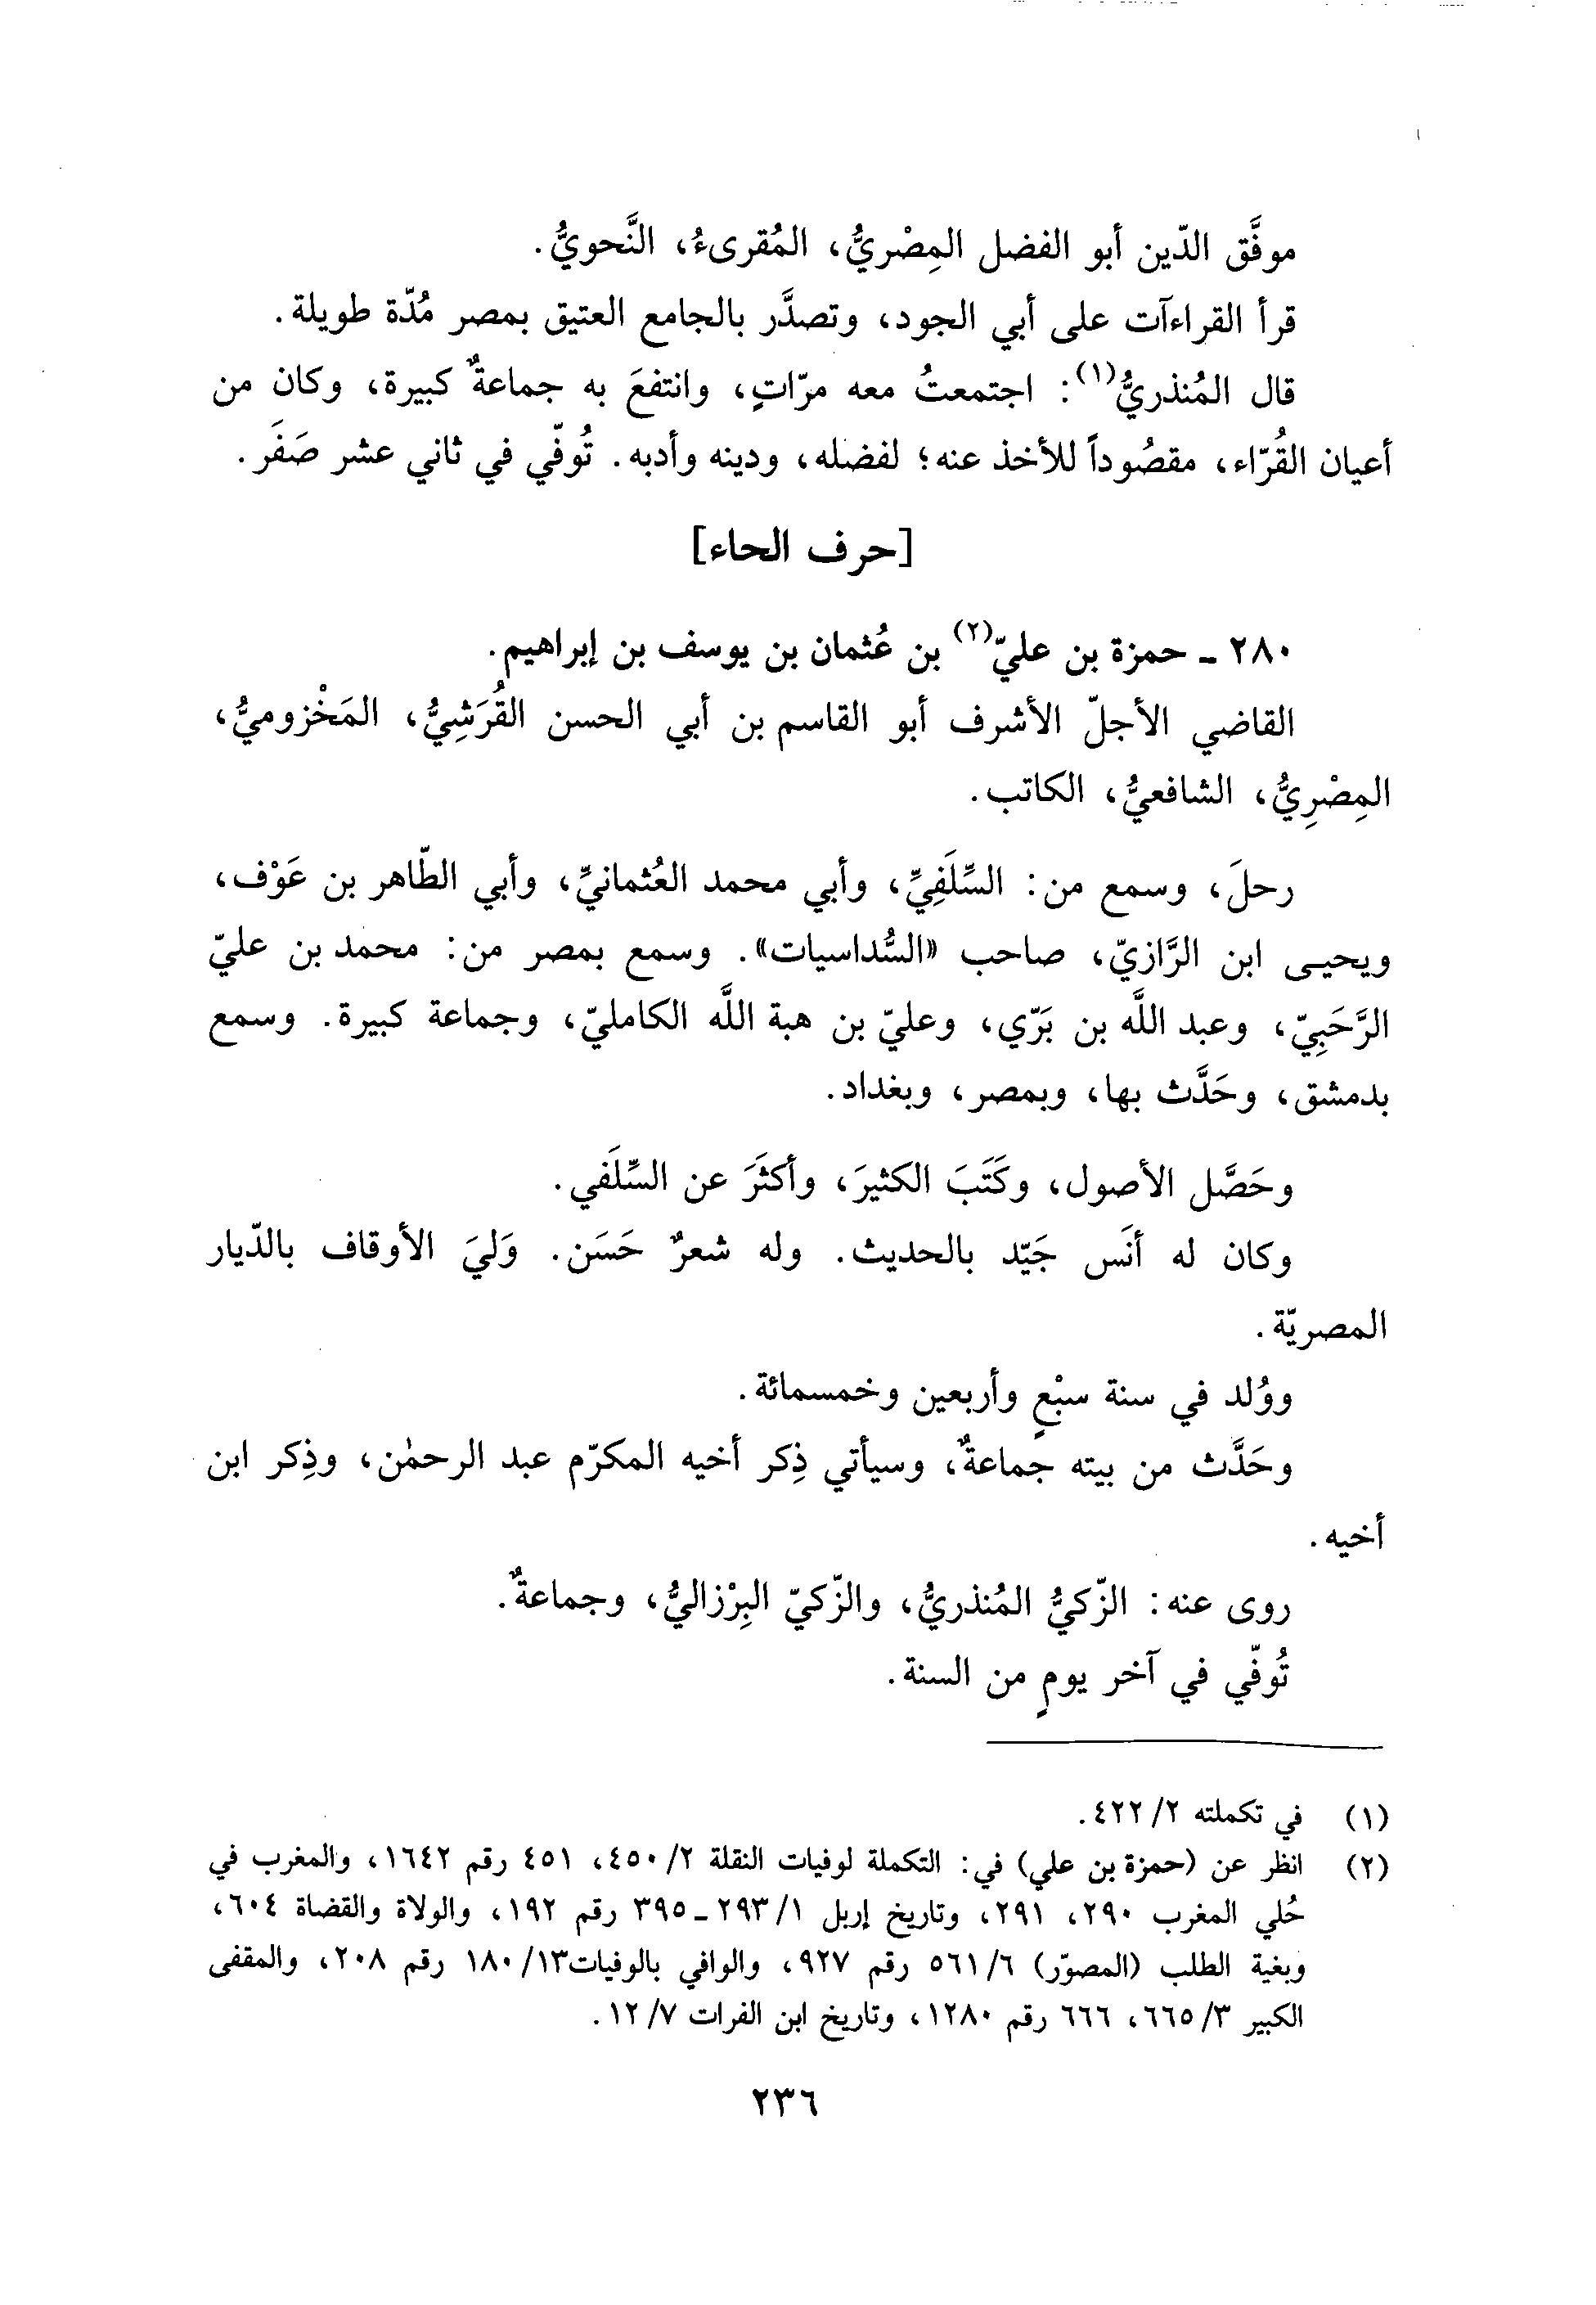 موفَّق الدّين أبو الفضل المِصْريُّ، المُقرىءُ، النَّحويُّ.
قرأ القراءآت على أبي الجود، وتصدَّر بالجامع العتيق بمصر مُدّة طويلة.
قال المُنذريُّ(١): اجتمعتُ معه مرّاتٍ، وانتفعَ به جماعةٌ كبيرة، وكان من
أعيان القُرّاء، مقصُوداً للأخذ عنه؛ لفضله، ودينه وأدبه. تُوفّي في ثاني عشر صَفَر.
[حرف الحاء]
٢٨٠ ـ حمزة بن عليّ(٢) بن عُثمان بن يوسف بن إبراهيم.
القاضي الأجلّ الأشرف أبو القاسم بن أبي الحسن القُرَشِيُّ، المَخْزوميُّ،
المِصْرِيُّ، الشافعيُّ، الكاتب.
رحلَ، وسمع من: السِّلَفِيِّ، وأبي محمد العُثمانيِّ، وأبي الطّاهر بن عَوْف،
ويحيـى ابن الرَّازيّ، صاحب «السُّداسيات». وسمع بمصر من: محمد بن عليّ
الرَّحَبِيّ، وعبد اللَّه بن بَرّي، وعليّ بن هبة اللَّه الكامليّ، وجماعة كبيرة. وسمع
بدمشق، وحَدَّث بها، وبمصر، وبغداد.
وحَصَّل الأصول، وكَتَبَ الكثيرَ، وأكثَرَ عن السِّلَفي.
وكان له أنَس جَيّد بالحديث. وله شعرٌ حَسَن. وَليَ الأوقاف بالدّيار
المصريّة.
ووُلد في سنة سبْعٍ وأربعين وخمسمائة.
وحَدَّث من بيته جماعةٌ، وسيأتي ذِكر أخيه المكرّم عبد الرحمٰن، وذِكر ابن
أخيه.
روى عنه: الزّكيُّ المُنذريُّ، والزّكيّ البِرْزاليُّ، وجماعةٌ.
تُوفّي في آخر يومٍ من السنة.
(١) في تكملته ٢/ ٤٢٢.
(٢) انظر عن (حمزة بن علي) في: التكملة لوفيات النقلة ٢/ ٤٥٠، ٤٥١ رقم ١٦٤٢، والمغرب في
حُلي المغرب ٢٩٠، ٢٩١، وتاريخ إربل ١/ ٢٩٣ ـ ٣٩٥ رقم ١٩٢، والولاة والقضاة ٦٠٤،
وبغية الطلب (المصوّر) ٦/ ٥٦١ رقم ٩٢٧، والوافي بالوفيات١٣/ ١٨٠ رقم ٢٠٨، والمقفى
الكبير ٣/ ٦٦٥، ٦٦٦ رقم ١٢٨٠، وتاريخ ابن الفرات ٧/ ١٢.
٢٣٦